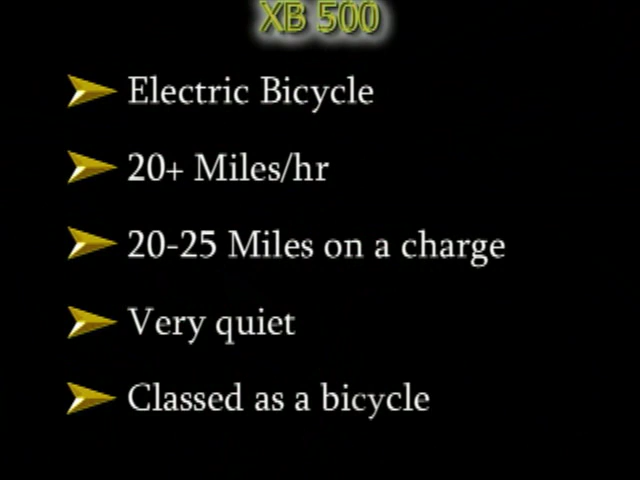 XB 500
Electric Bicycle
20+ Miles/hr
20-25 Miles on a charge
Very quiet
Classed as a bicycle